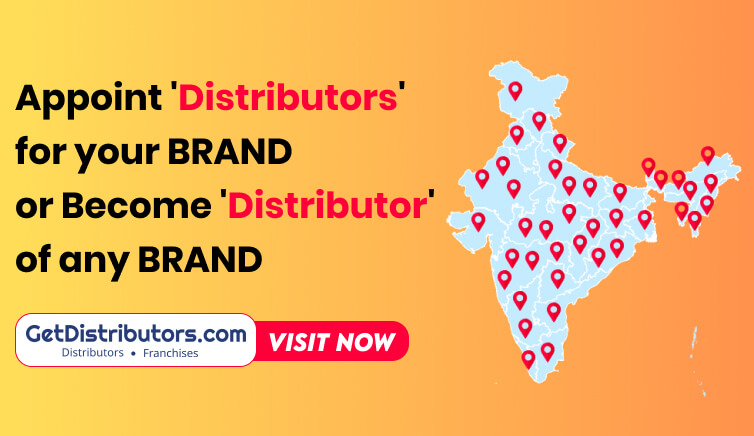 Appoint 'Distributors'
for your BRAND
or Become 'Distributor'
of any BRAND
GetDistributors.com
Distributors • Franchises
VISIT NOW